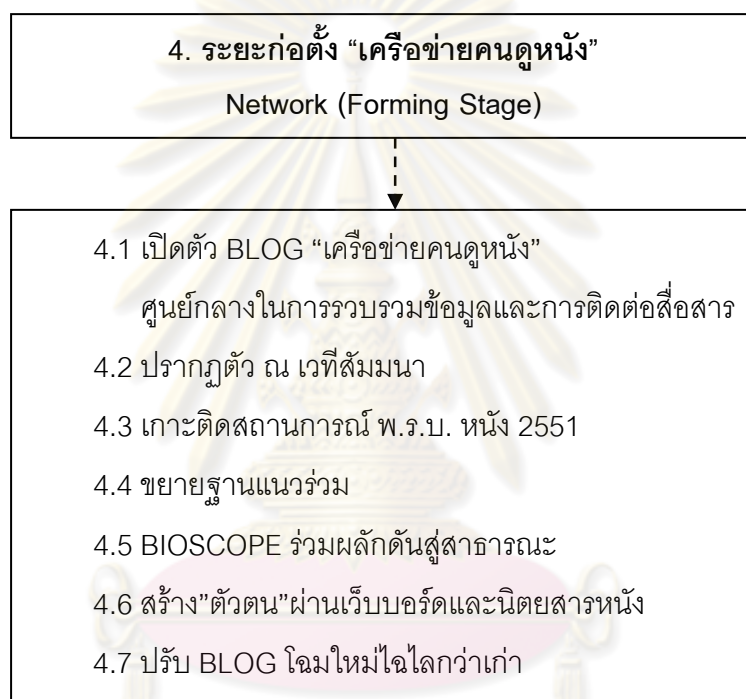 4. ระยะก่อตั้ง “เครือข่ายคนดูหนัง”
Network (Forming Stage)
4.1 เปิดตัว BLOG “เครือข่ายคนดูหนัง”
ศูนย์กลางในการรวบรวมข้อมูลและการติดต่อสื่อสาร
4.2 ปรากฏตัว ณ เวทีสัมมนา
4.3 เกาะติดสถานการณ์ พ.ร.บ. หนัง 2551
4.4 ขยายฐานแนวร่วม
4.5 BIOSCOPE ร่วมผลักดันสู่สาธารณะ
4.6 สร้าง”ตัวตน”ผ่านเว็บบอร์ดและนิตยสารหนัง
4.7 ปรับ BLOG โฉมใหม่ไฉไลกว่าเก่า